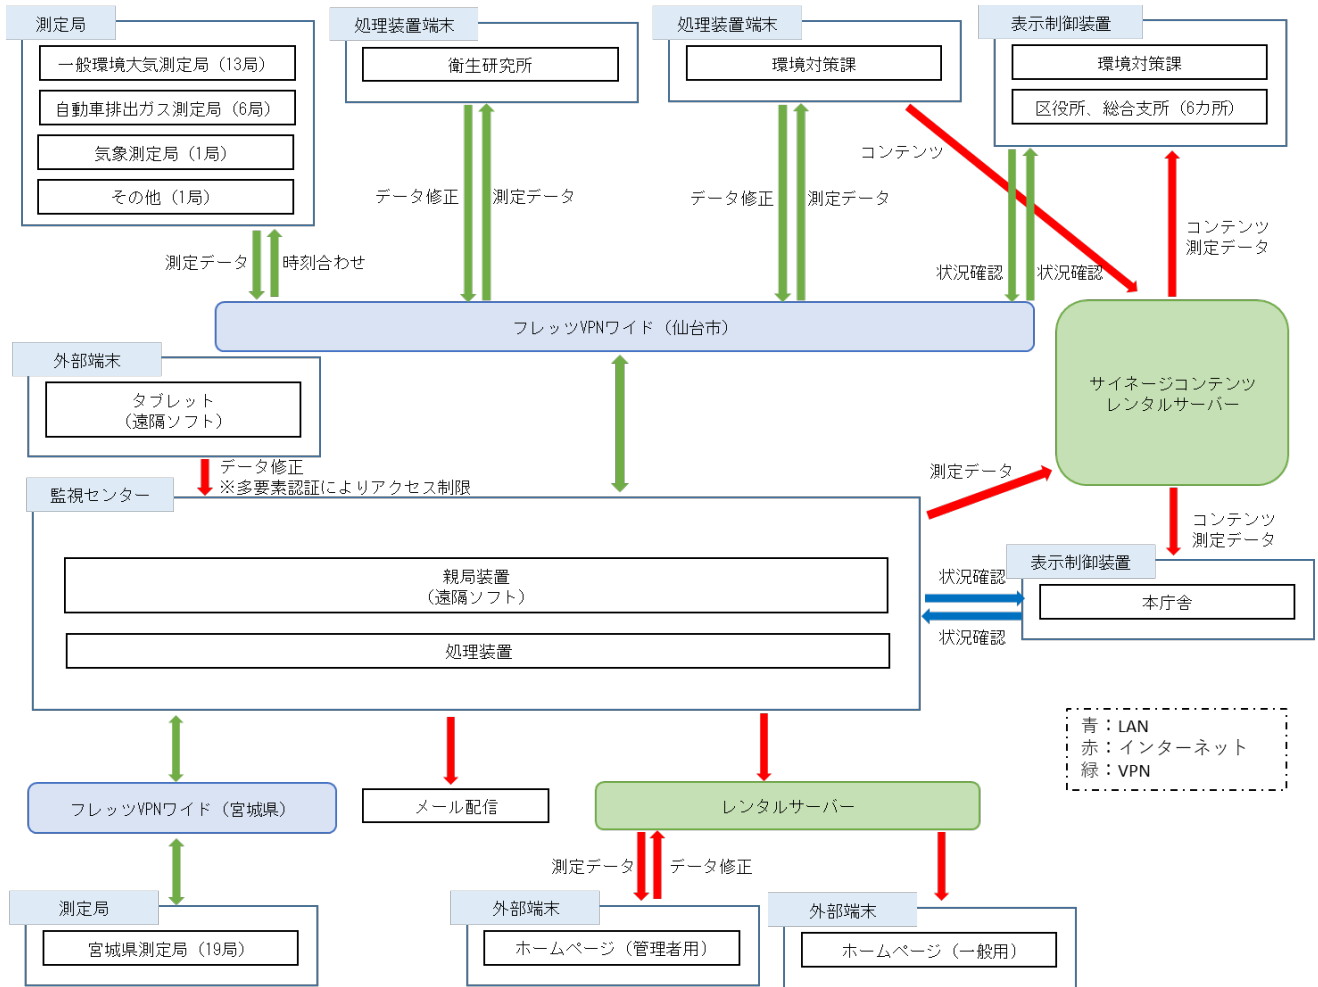 測定局
一般環境大気測定局（13局）
自動車排出ガス測定局（6局）
気象測定局（1局）
その他（1局）
処理装置端末
衛生研究所
処理装置端末
環境対策課
表示制御装置
環境対策課
区役所、総合支所（6カ所）
コンテンツ
データ修正
測定データ
データ修正
測定データ
コンテンツ
測定データ
測定データ
時刻合わせ
状況確認
状況確認
フレッツVPNワイド（仙台市）
外部端末
タブレット
（遠隔ソフト）
サイネージコンテンツ
レンタルサーバー
データ修正
※多要素認証によりアクセス制限
測定データ
監視センター
コンテンツ
測定データ
親局装置
（遠隔ソフト）
処理装置
状況確認
状況確認
表示制御装置
本庁舎
青：LAN
赤：インターネット
緑：VPN
フレッツVPNワイド（宮城県）
メール配信
レンタルサーバー
測定データ
データ修正
測定局
宮城県測定局（19局）
外部端末
ホームページ（管理者用）
外部端末
ホームページ（一般用）